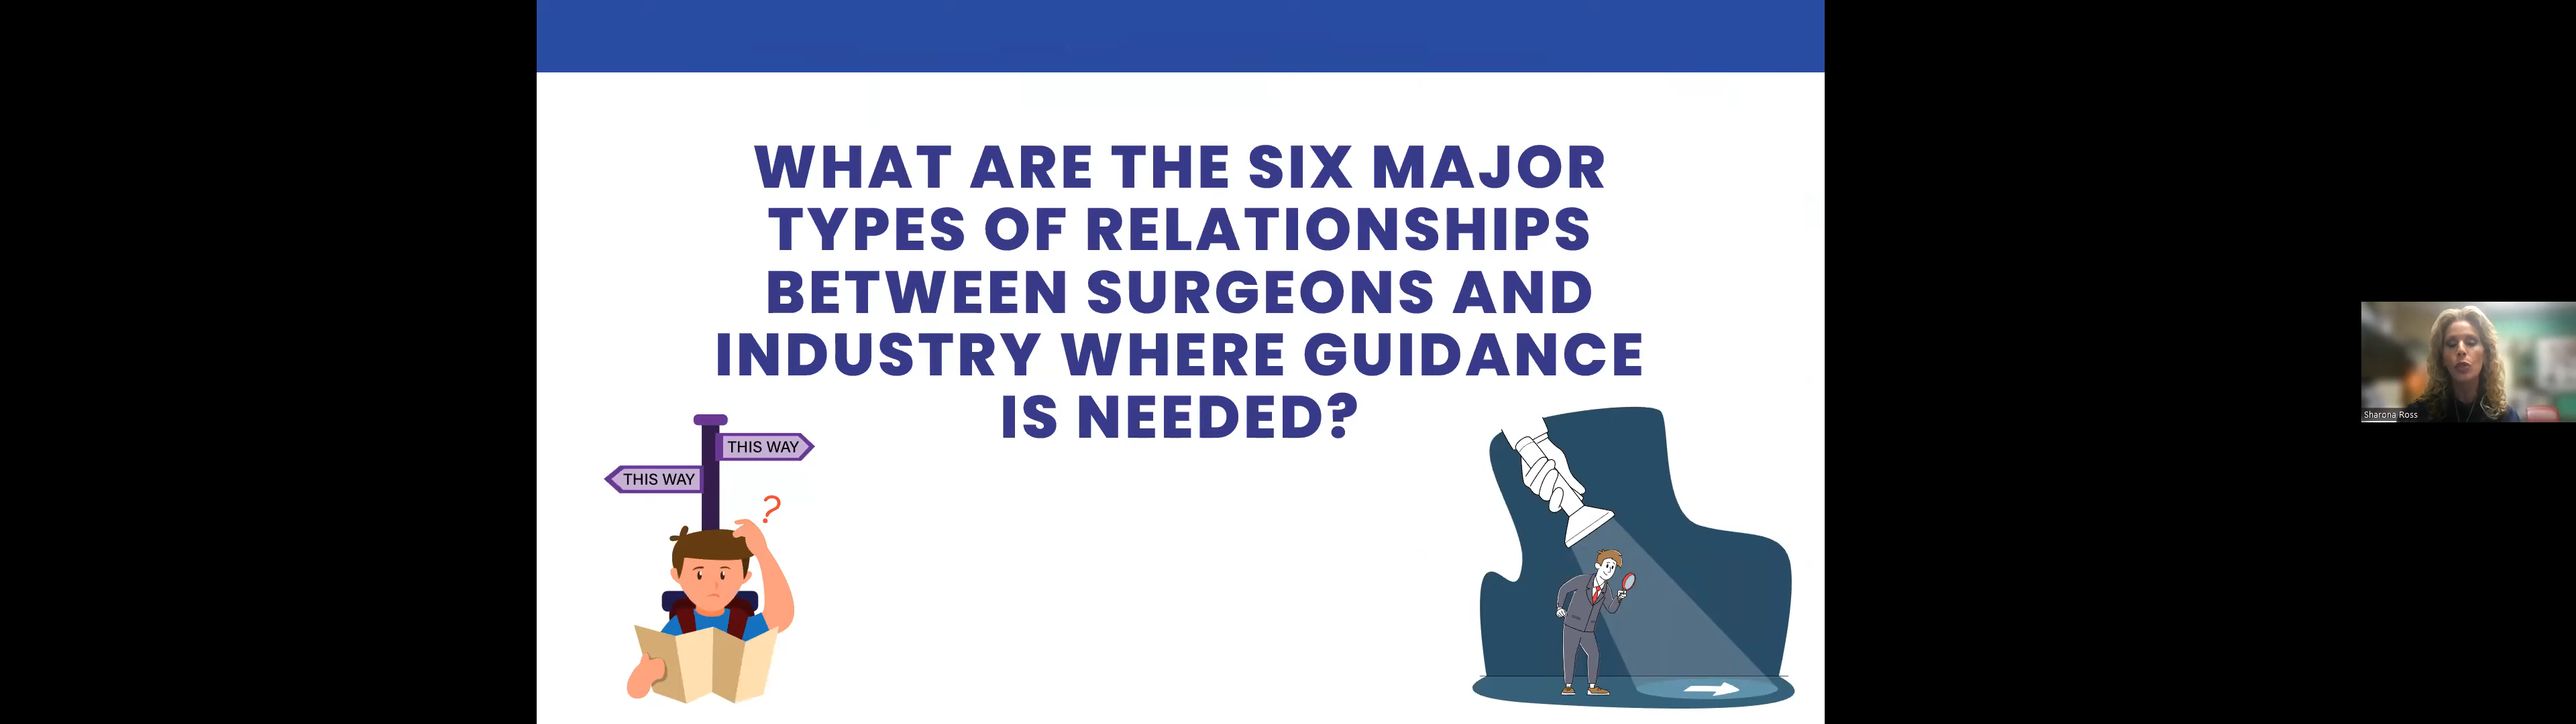 WHAT ARE THE SIX MAJOR
TYPES OF RELATIONSHIPS
BETWEEN SURGEONS AND
INDUSTRY WHERE GUIDANCE
IS NEEDED?
THIS WAY
THIS WAY
?
Sharona Ross